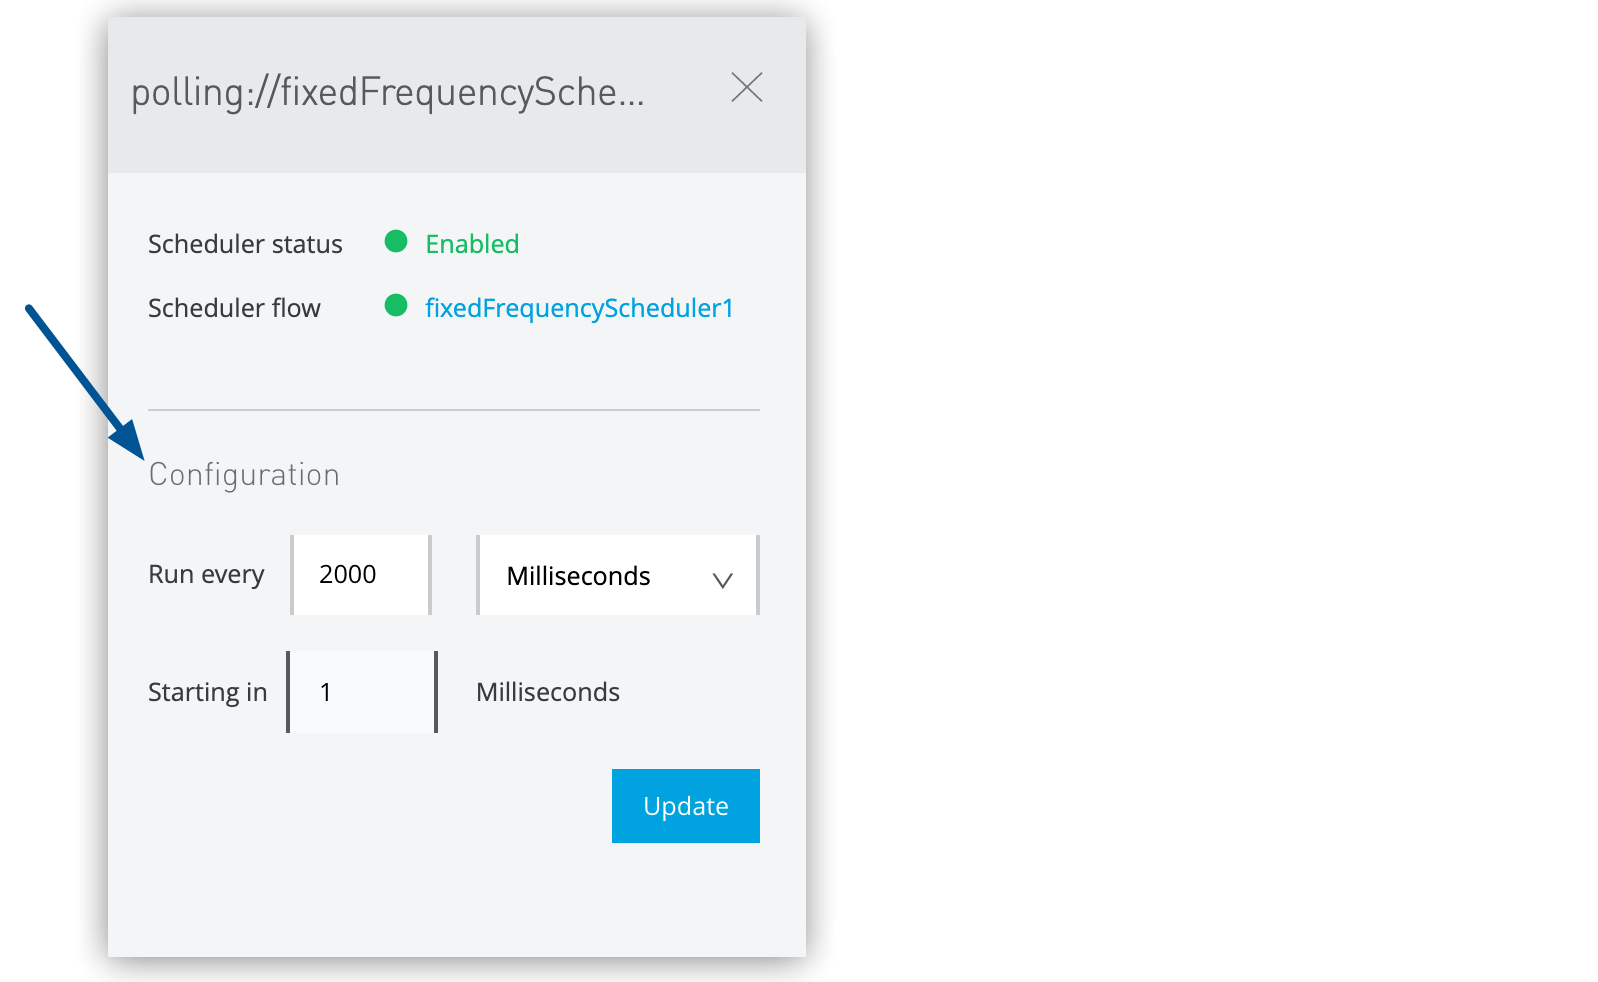 polling://fixedFrequencySche...
Scheduler status Enabled
Scheduler flow fixedFrequencyScheduler1
Configuration
Run every 2000 Milliseconds
Starting in 1 Milliseconds
Update